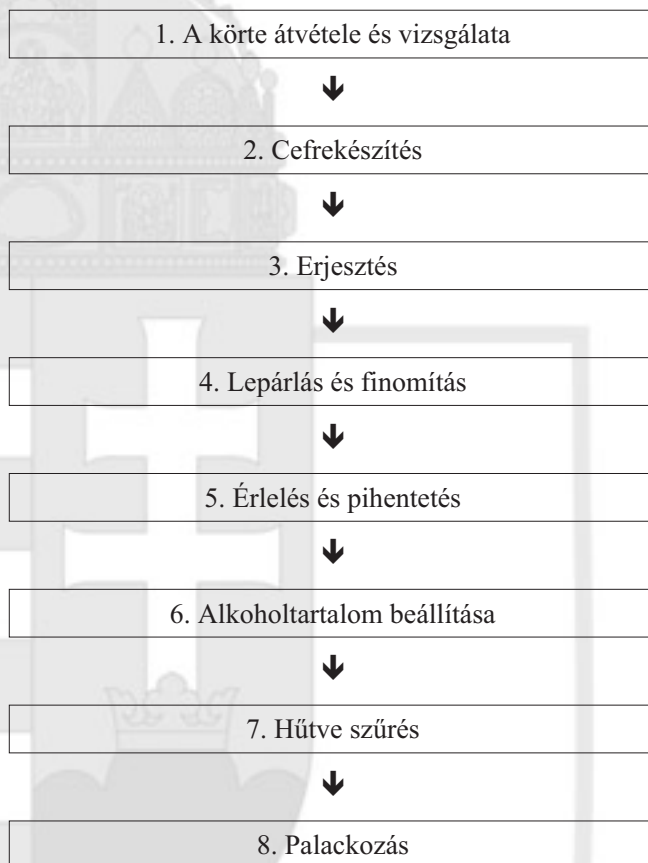 1. A körte átvétele és vizsgálata
2. Cefrekészítés
3. Erjesztés
4. Lepárlás és finomítás
5. Érlelés és pihentetés
6. Alkoholtartalom beállítása
7. Hűtve szűrés
8. Palackozás